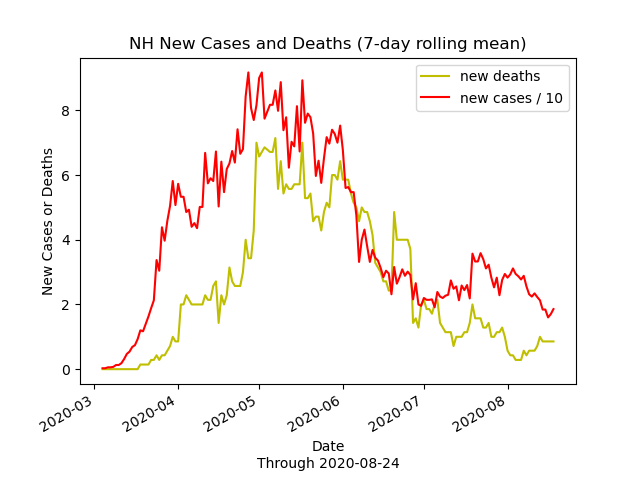 NH New Cases and Deaths (7-day rolling mean)
new deaths
new cases / 10
8
6
4
2
0
New Cases or Deaths
2020-03
2020-04
2020-05
2020-06
2020-07
2020-08
Date
Through 2020-08-24